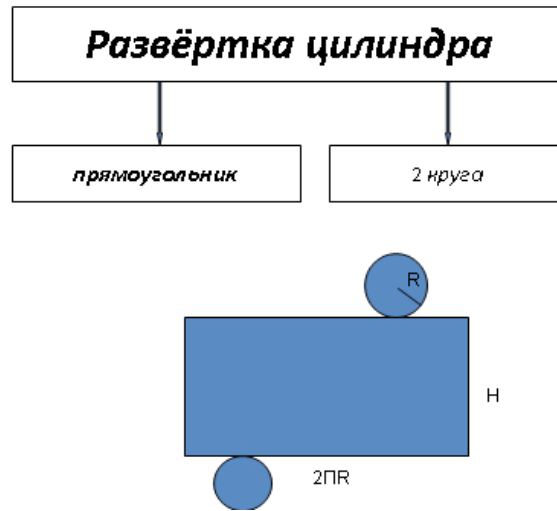 Развёртка цилиндра
прямоугольник
2 круга
R
H
2ПR